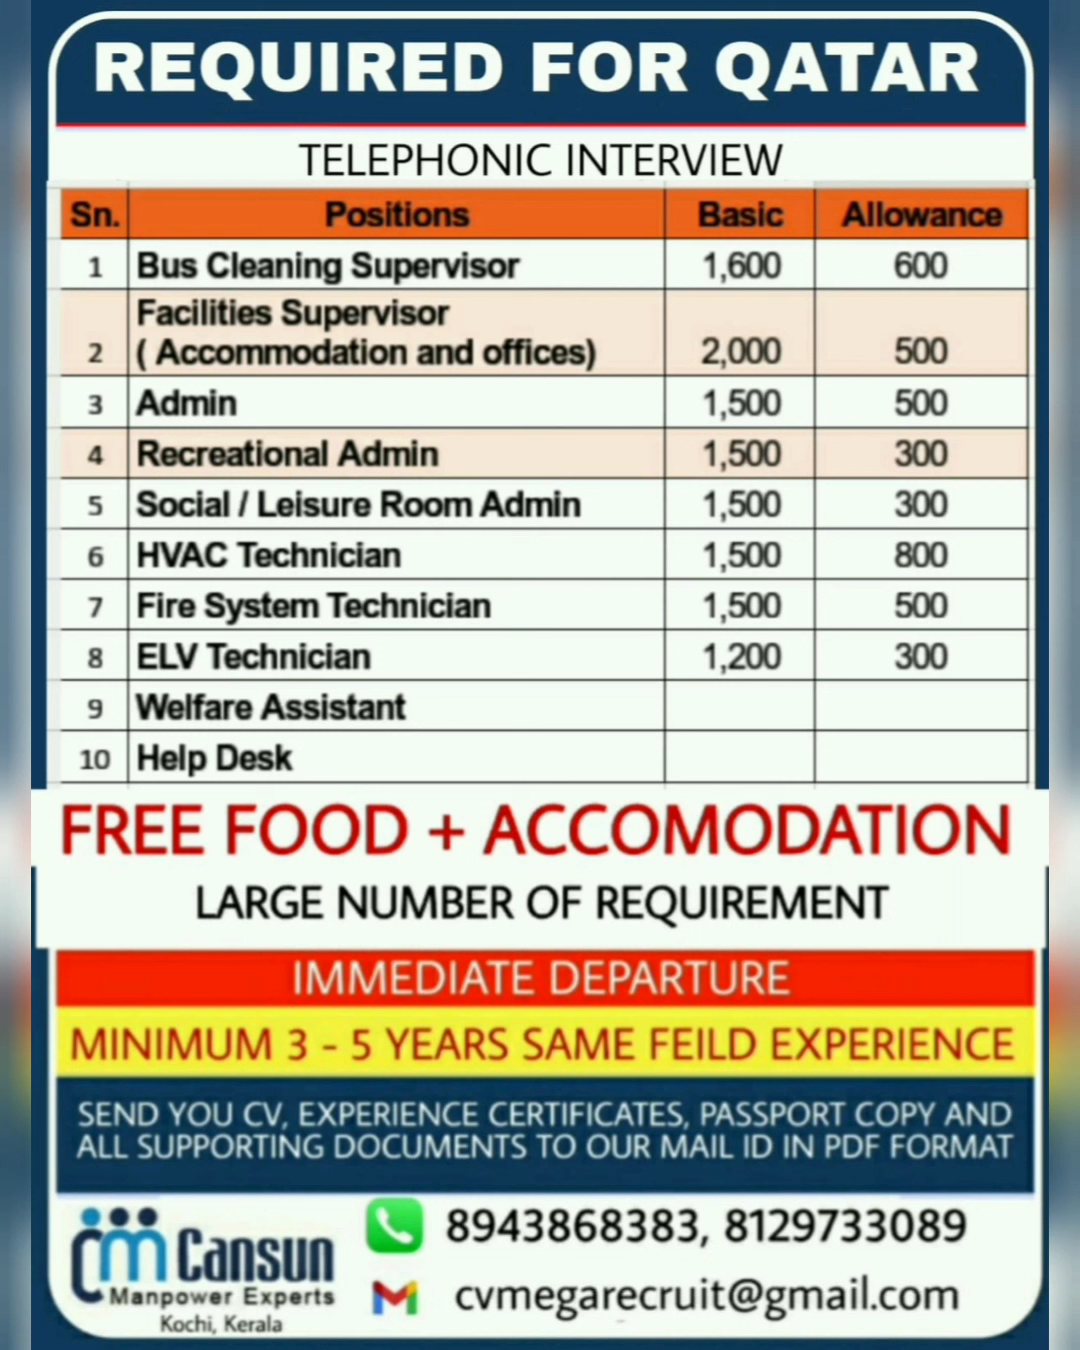 REQUIRED FOR QATAR
TELEPHONIC INTERVIEW
Sn. Positions Basic Allowance
1 Bus Cleaning Supervisor 1,600 600
Facilities Supervisor
2 ( Accommodation and offices) 2,000 500
3 Admin 1,500 500
4 Recreational Admin 1,500 300
5 Social / Leisure Room Admin 1,500 300
6 HVAC Technician 1,500 800
7 Fire System Technician 1,500 500
8 ELV Technician 1,200 300
9 Welfare Assistant
10 Help Desk
FREE FOOD + ACCOMODATION
LARGE NUMBER OF REQUIREMENT
IMMEDIATE DEPARTURE
MINIMUM 3 - 5 YEARS SAME FEILD EXPERIENCE
SEND YOU CV, EXPERIENCE CERTIFICATES, PASSPORT COPY AND
ALL SUPPORTING DOCUMENTS TO OUR MAIL ID IN PDF FORMAT
cm Cansun
Manpower Experts
Kochi, Kerala
8943868383, 8129733089
cvmegarecruit@gmail.com